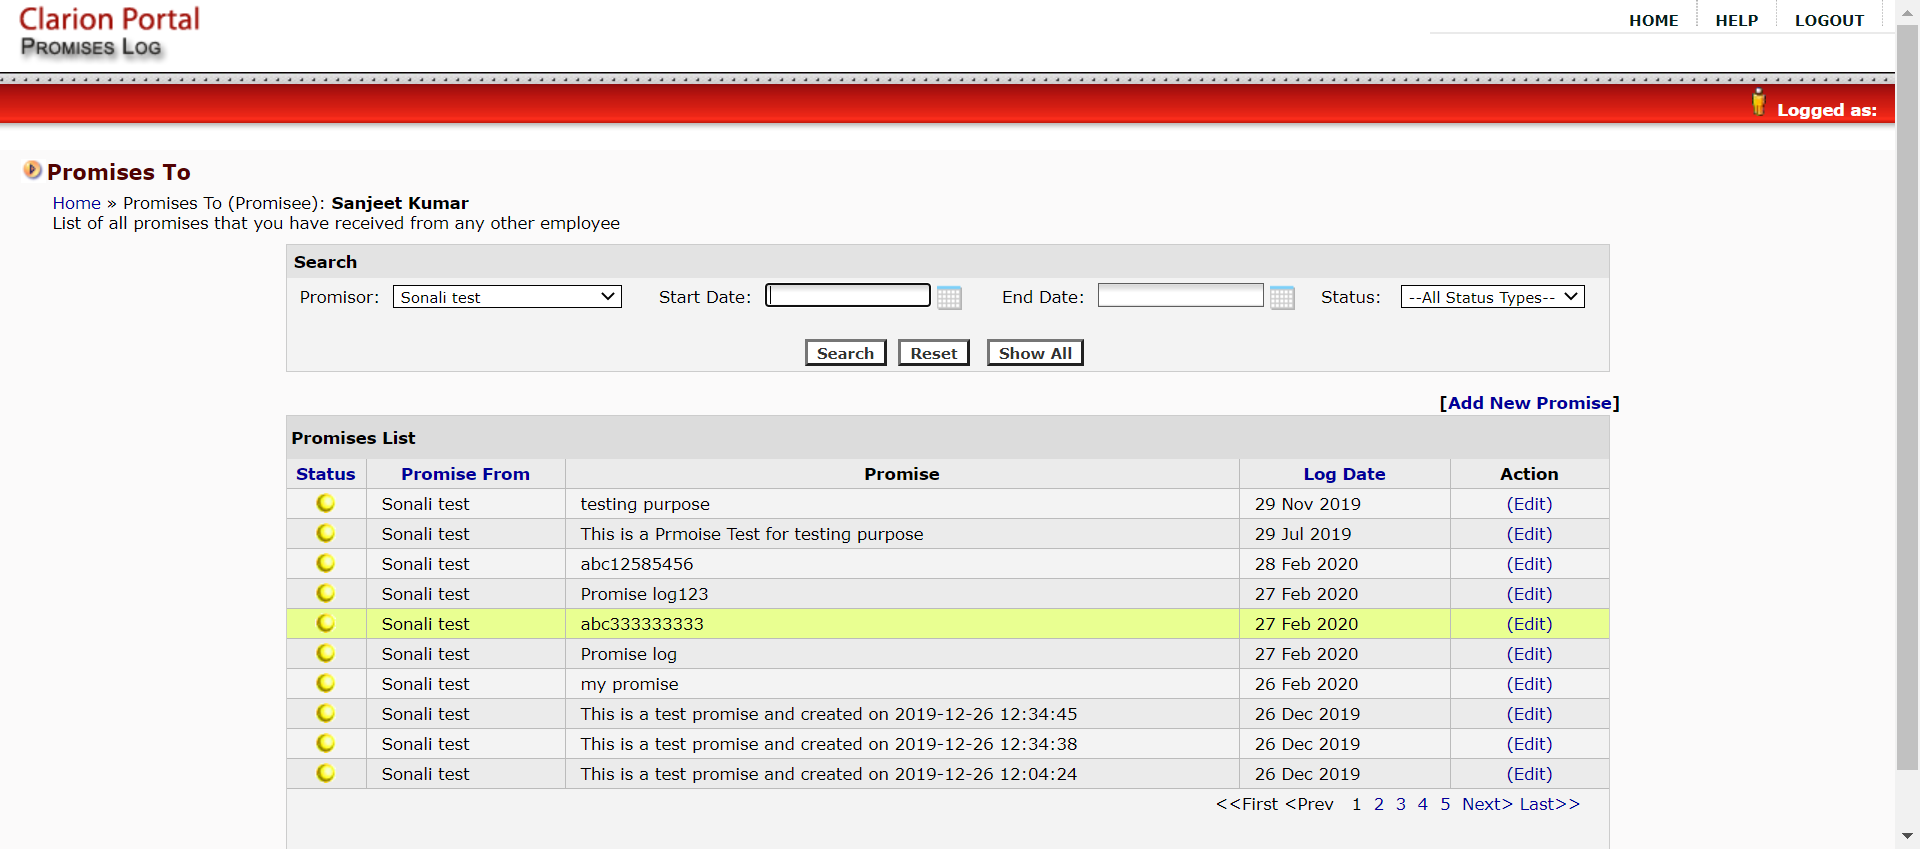 Clarion Portal
Promises Log
HOME HELP LOGOUT
Logged as:
Promises To
Home » Promises To (Promisee): Sanjeet Kumar
List of all promises that you have received from any other employee
Search
Promisor: Sonali test Start Date: End Date: Status: --All Status Types--
Search Reset Show All
[Add New Promise]
Promises List
Status Promise From Promise Log Date Action
Sonali test testing purpose 29 Nov 2019 (Edit)
Sonali test This is a Prmoise Test for testing purpose 29 Jul 2019 (Edit)
Sonali test abc12585456 28 Feb 2020 (Edit)
Sonali test Promise log123 27 Feb 2020 (Edit)
Sonali test abc333333333 27 Feb 2020 (Edit)
Sonali test Promise log 27 Feb 2020 (Edit)
Sonali test my promise 26 Feb 2020 (Edit)
Sonali test This is a test promise and created on 2019-12-26 12:34:45 26 Dec 2019 (Edit)
Sonali test This is a test promise and created on 2019-12-26 12:34:38 26 Dec 2019 (Edit)
Sonali test This is a test promise and created on 2019-12-26 12:04:24 26 Dec 2019 (Edit)
<<First <Prev 1 2 3 4 5 Next> Last>>